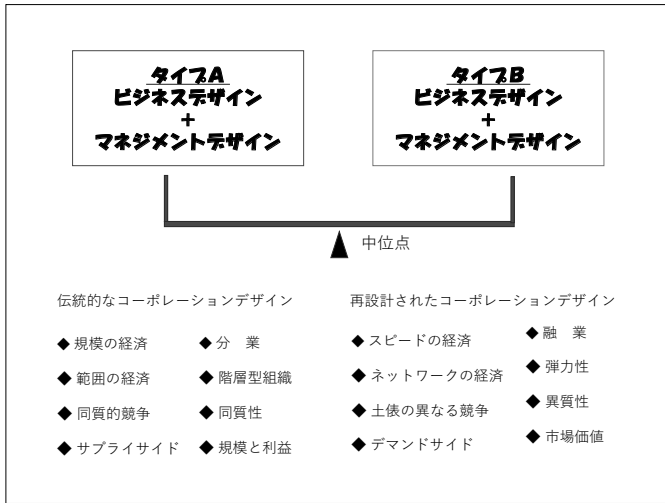 タイプA
ビジネスデザイン
+
マネジメントデザイン
タイプB
ビジネスデザイン
+
マネジメントデザイン
中位点
伝統的なコーポレーションデザイン
◆ 規模の経済
◆ 範囲の経済
◆ 同質的競争
◆ サプライサイド
◆ 分　業
◆ 階層型組織
◆ 同質性
◆ 規模と利益
再設計されたコーポレーションデザイン
◆ スピードの経済
◆ ネットワークの経済
◆ 土俵の異なる競争
◆ デマンドサイド
◆ 融　業
◆ 弾力性
◆ 異質性
◆ 市場価値